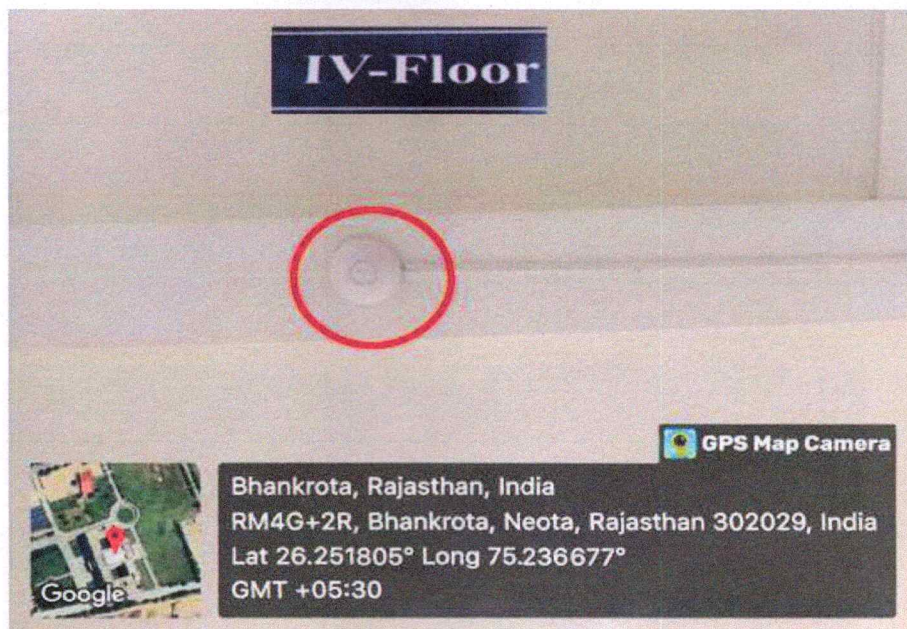 IV-Floor
GPS Map Camera
Bhankrota, Rajasthan, India
RM4G+2R, Bhankrota, Neota, Rajasthan 302029, India
Lat 26.251805° Long 75.236677°
GMT +05:30
Google